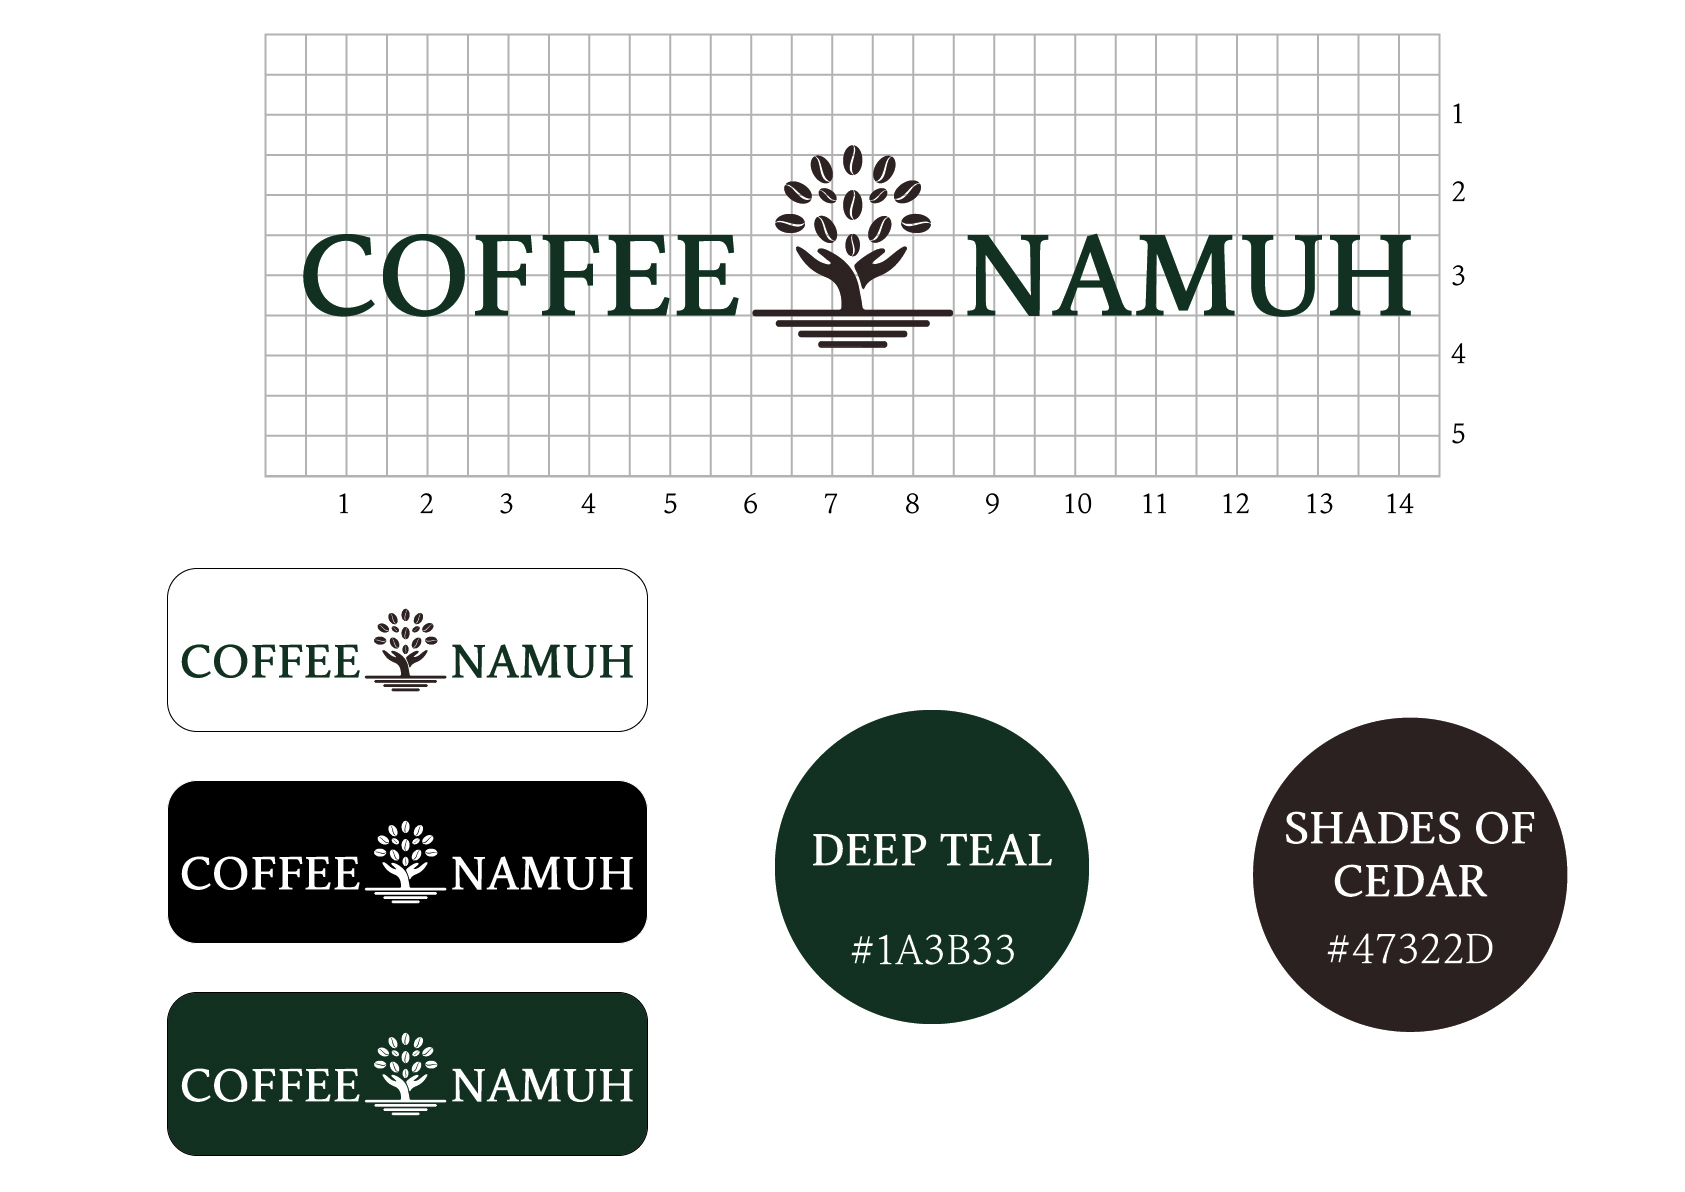 COFFEE NAMUH
1
2
3
4
5
1 2 3 4 5 6 7 8 9 10 11 12 13 14
COFFEE NAMUH
COFFEE NAMUH
COFFEE NAMUH
DEEP TEAL
#1A3B33
SHADES OF
CEDAR
#47322D